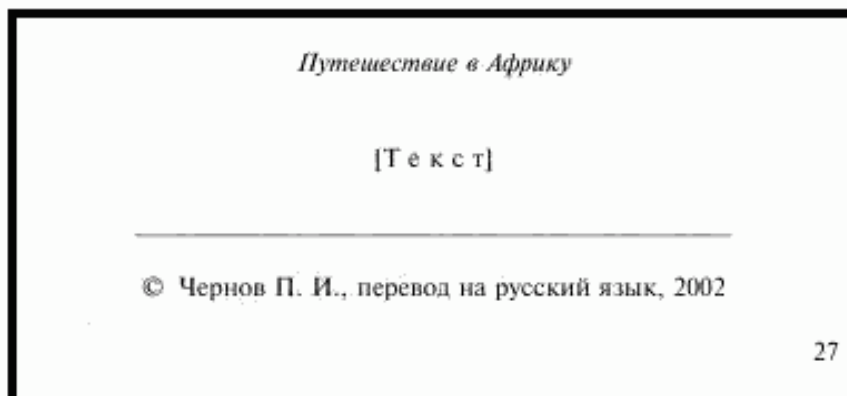 Путешествие в Африку
[Т е к с т]
© Чернов П. И., перевод на русский язык, 2002
27